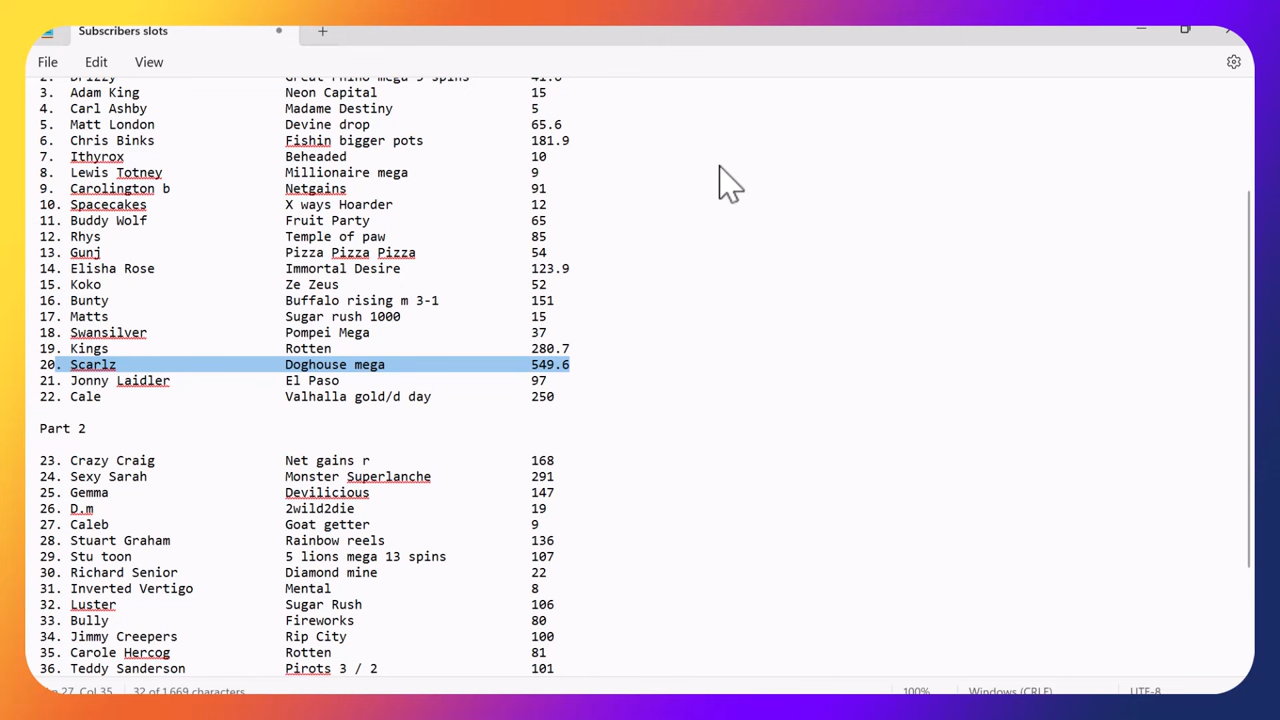 Subscribers slots
File Edit View
2. Drizzy Great rhino mega 9 spins
3. Adam King Neon Capital 15
4. Carl Ashby Madame Destiny 5
5. Matt London Devine drop 65.6
6. Chris Binks Fishin bigger pots 181.9
7. Ithyrox Beheaded 10
8. Lewis Totney Millionaire mega 9
9. Carolington b Netgains 91
10. Spacecakes X ways Hoarder 12
11. Buddy Wolf Fruit Party 65
12. Rhys Temple of paw 85
13. Gunj Pizza Pizza Pizza 54
14. Elisha Rose Immortal Desire 123.9
15. Koko Ze Zeus 52
16. Bunty Buffalo rising m 3-1 151
17. Matts Sugar rush 1000 15
18. Swansilver Pompei Mega 37
19. Kings Rotten 280.7
20. Scarlz Doghouse mega 549.6
21. Jonny Laidler El Paso 97
22. Cale Valhalla gold/d day 250
Part 2
23. Crazy Craig Net gains r 168
24. Sexy Sarah Monster Superlanche 291
25. Gemma Devilicious 147
26. D.m 2wild2die 19
27. Caleb Goat getter 9
28. Stuart Graham Rainbow reels 136
29. Stu toon 5 lions mega 13 spins 107
30. Richard Senior Diamond mine 22
31. Inverted Vertigo Mental 8
32. Luster Sugar Rush 106
33. Bully Fireworks 80
34. Jimmy Creepers Rip City 100
35. Carole Hercog Rotten 81
36. Teddy Sanderson Pirots 3 / 2 101
27, Col 35 32 of 1,669 characters 100% Windows (CRLF) UTF-8